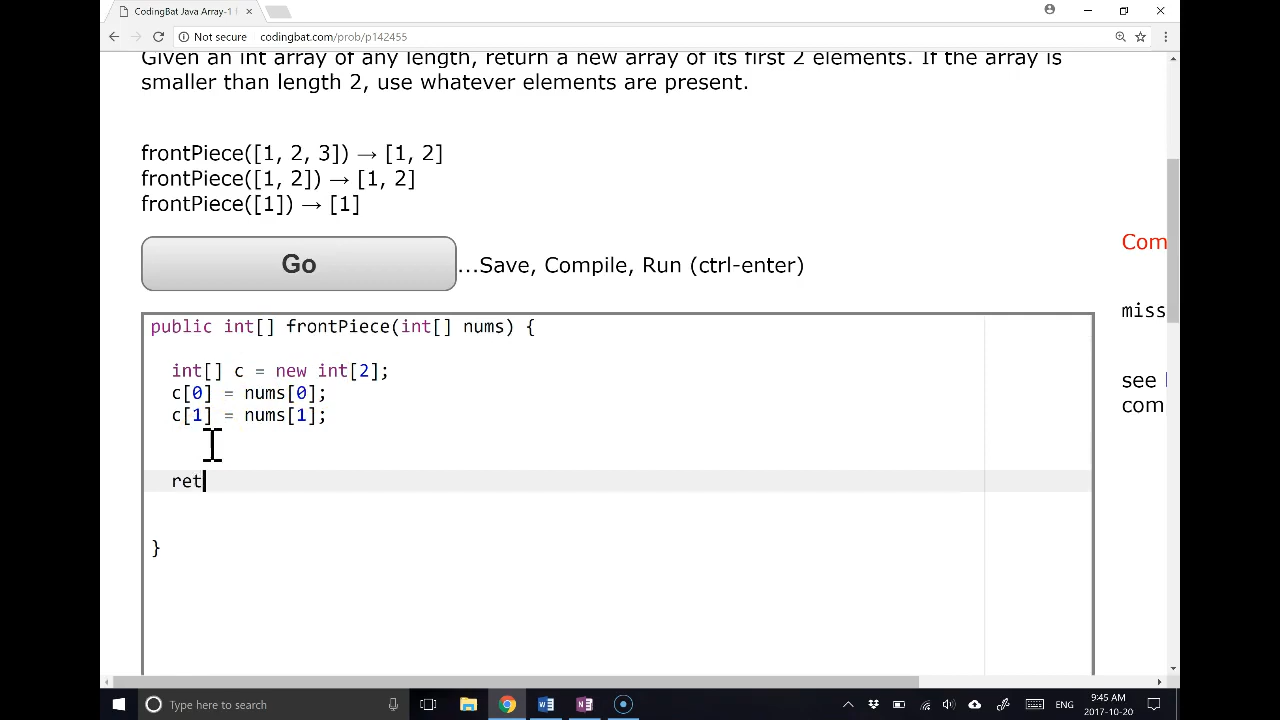 CodingBat Java Array-1
Not secure codingbat.com/prob/p142455
Given an int array of any length, return a new array of its first 2 elements. If the array is
smaller than length 2, use whatever elements are present.
frontPiece([1, 2, 3]) → [1, 2]
frontPiece([1, 2]) → [1, 2]
frontPiece([1]) → [1]
Com
Go
...Save, Compile, Run (ctrl-enter)
miss
public int[] frontPiece(int[] nums) {
int[] c = new int[2];
see
c[0] = nums[0];
com
c[1] = nums[1];
ret
}
Type here to search
ENG
9:45 AM
2017-10-20